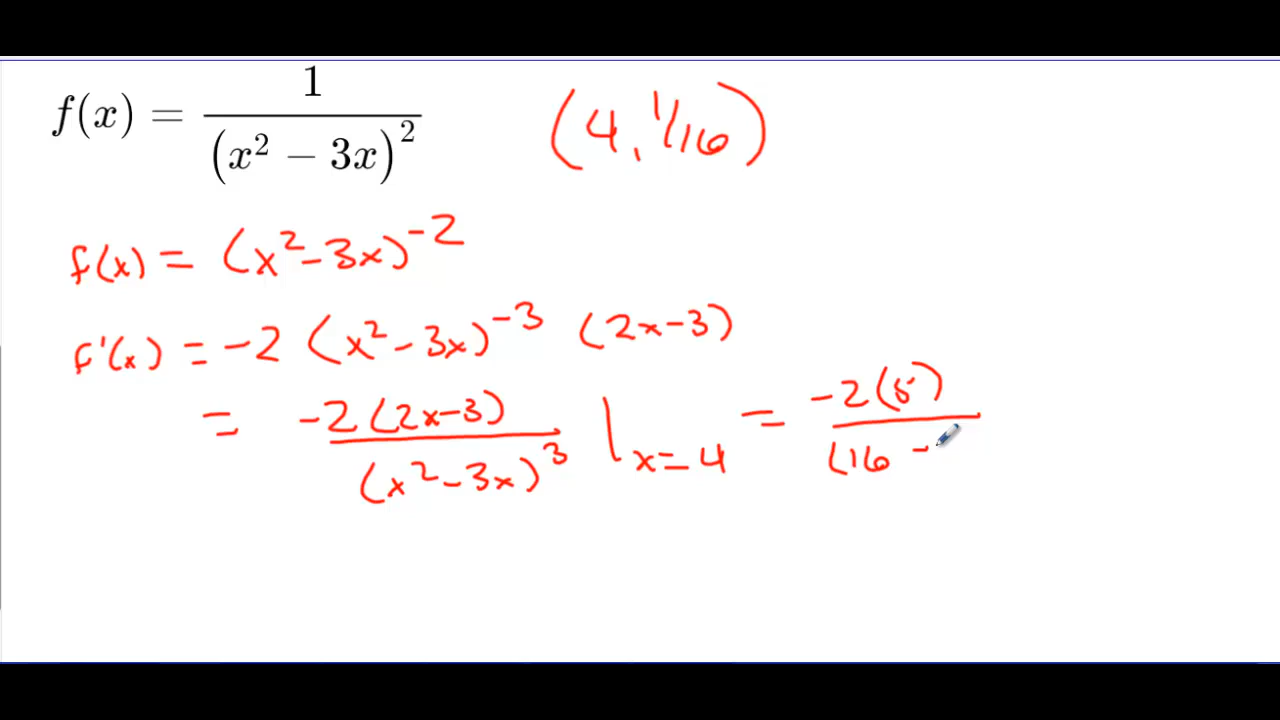 f(x) = 1/(x² − 3x)² (4, 1/16)
f(x) = (x²-3x)⁻²
f'(x) = -2 (x²-3x)⁻³ (2x-3)
= -2(2x-3)/(x²-3x)³ |x=4 = -2(5)/(16 -